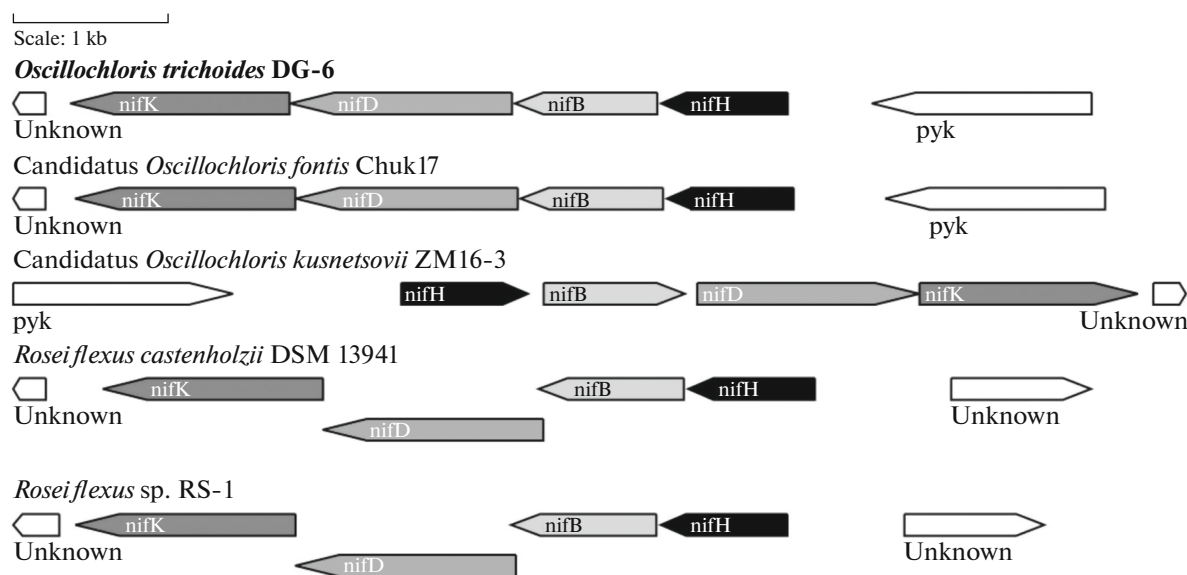 Scale: 1 kb
Oscillochloris trichoides DG-6
nifK nifD nifB nifH
Unknown pyk
Candidatus Oscillochloris fontis Chuk17
nifK nifD nifB nifH
Unknown pyk
Candidatus Oscillochloris kusnetsovii ZM16-3
nifH nifB nifD nifK
pyk Unknown
Roseiflexus castenholzii DSM 13941
nifK nifB nifH
Unknown Unknown
nifD
Roseiflexus sp. RS-1
nifK nifB nifH
Unknown Unknown
nifD